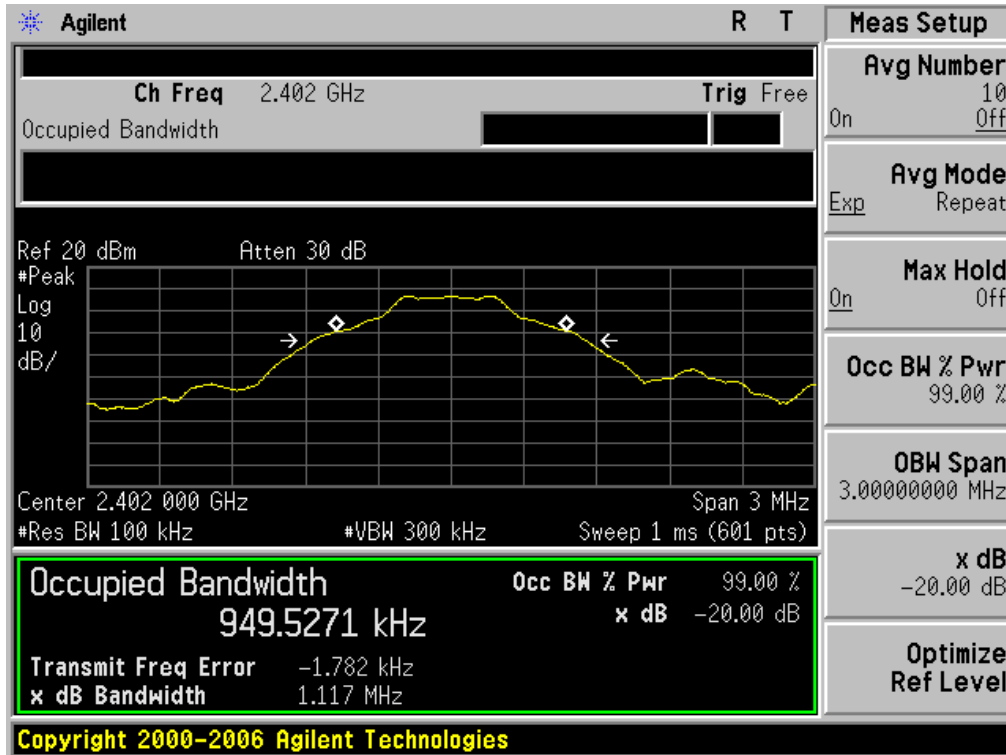 Agilent R T
Ch Freq 2.402 GHz Trig Free
Occupied Bandwidth
Ref 20 dBm Atten 30 dB
#Peak
Log
10
dB/
Center 2.402 000 GHz Span 3 MHz
#Res BW 100 kHz #VBW 300 kHz Sweep 1 ms (601 pts)
Occupied Bandwidth
949.5271 kHz
Occ BW % Pwr 99.00 %
x dB -20.00 dB
Transmit Freq Error -1.782 kHz
x dB Bandwidth 1.117 MHz
Meas Setup
Avg Number
10
On Off
Avg Mode
Exp Repeat
Max Hold
On Off
Occ BW % Pwr
99.00 %
OBW Span
3.00000000 MHz
x dB
-20.00 dB
Optimize
Ref Level
Copyright 2000-2006 Agilent Technologies